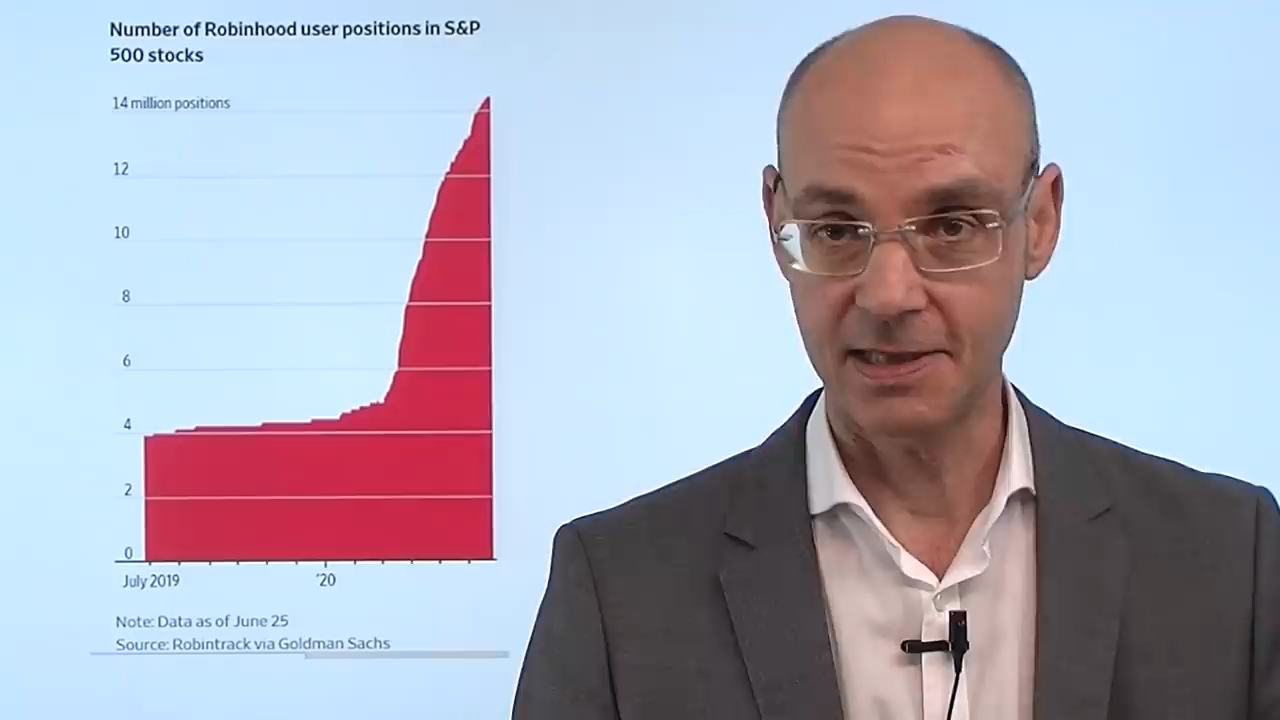 Number of Robinhood user positions in S&P
500 stocks
14 million positions
12
10
8
6
4
2
0
July 2019 '20
Note: Data as of June 25
Source: Robintrack via Goldman Sachs